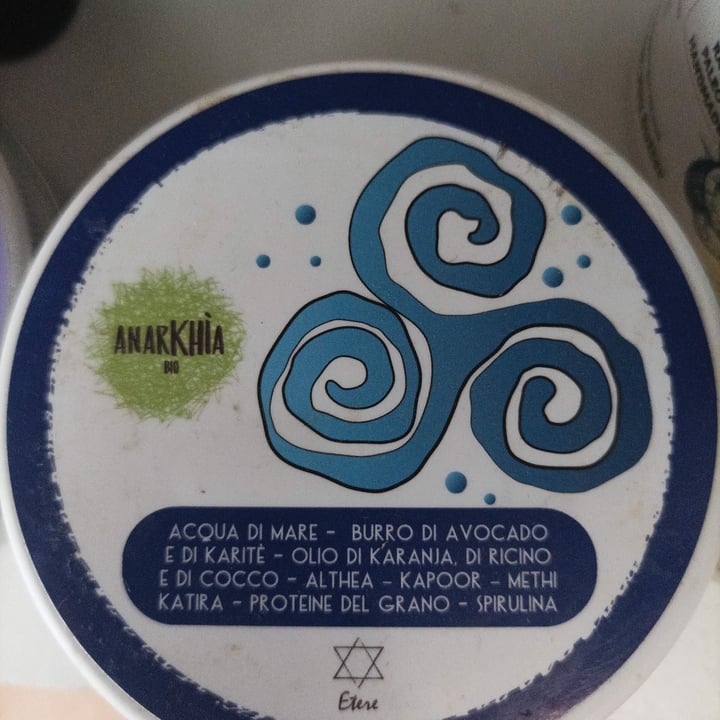 ANARKHÌA
BIO
ACQUA DI MARE - BURRO DI AVOCADO
E DI KARITÈ - OLIO DI KARANJA, DI RICINO
E DI COCCO - ALTHEA - KAPOOR - METHI
KATIRA - PROTEINE DEL GRANO - SPIRULINA
Etere